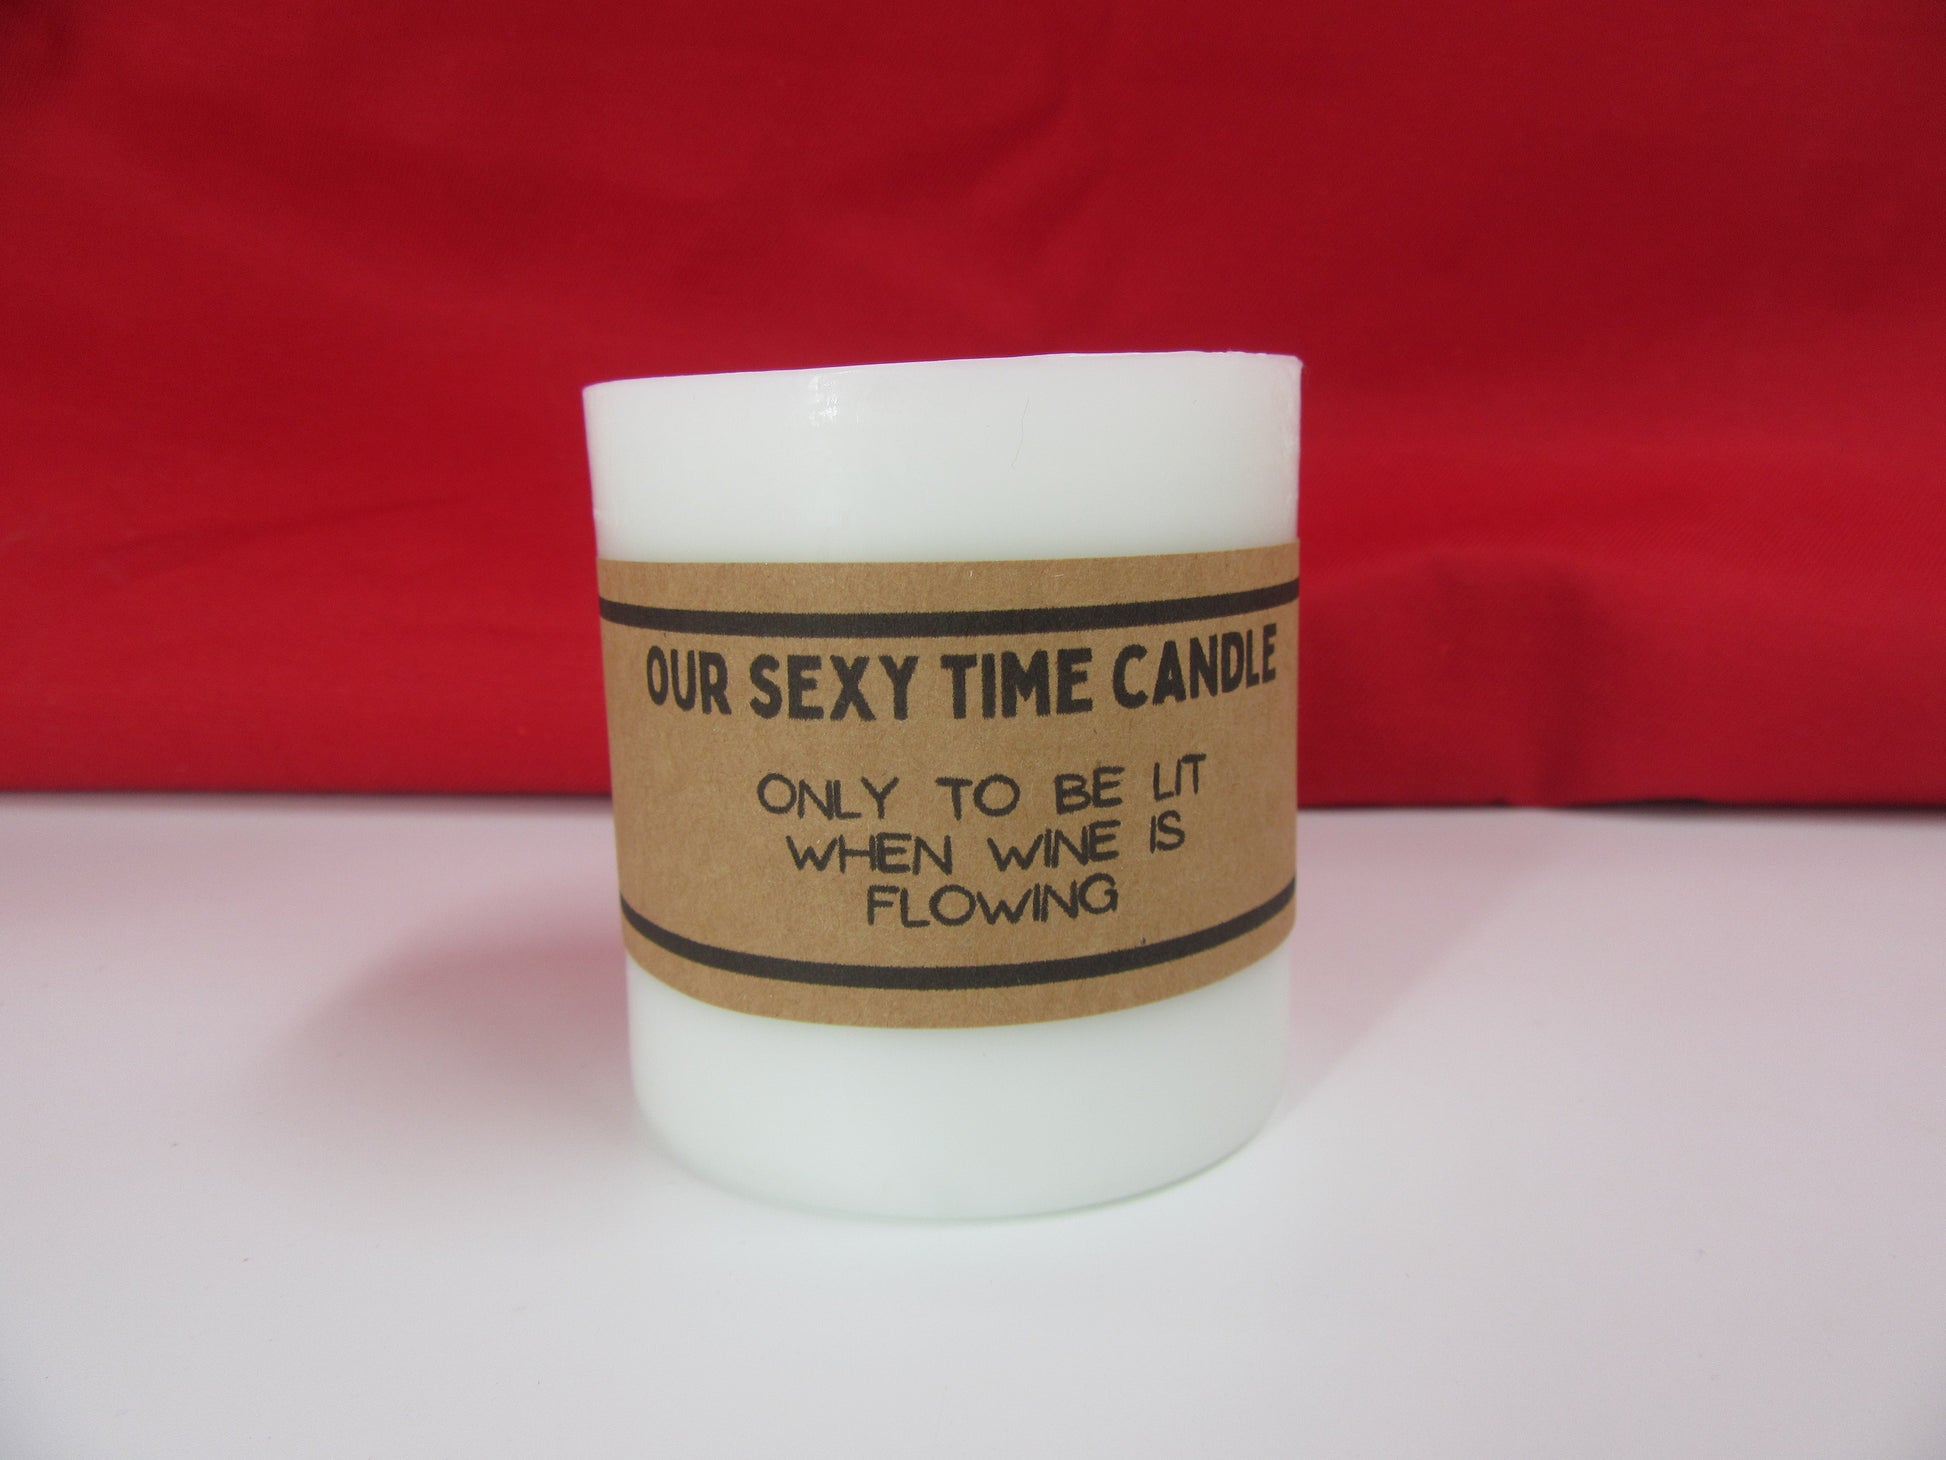 OUR SEXY TIME CANDLE
ONLY TO BE LIT
WHEN WINE IS
FLOWING